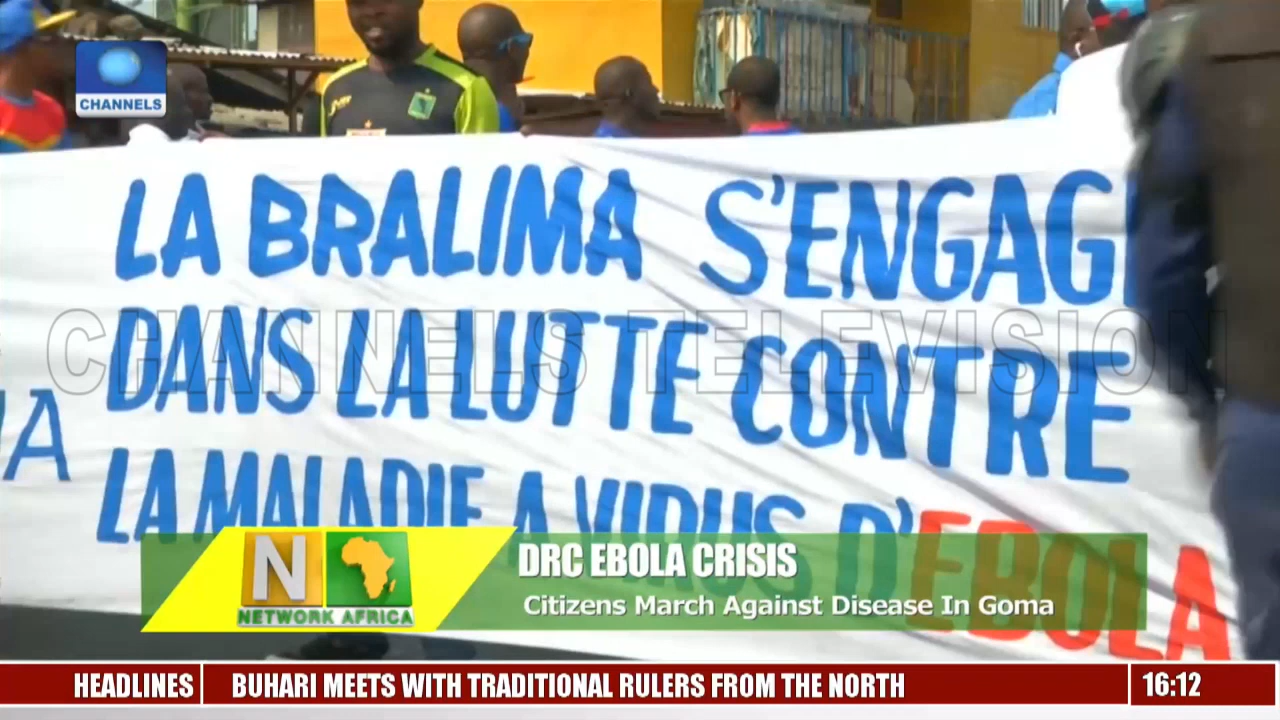 CHANNELS
LA BRALIMA S'ENGAG
DANS LA LUTTE CONTRE
LA MALADIE A VIRUS D'EBOLA
CHANNELS TELEVISION
N
NETWORK AFRICA
DRC EBOLA CRISIS
Citizens March Against Disease In Goma
HEADLINES
BUHARI MEETS WITH TRADITIONAL RULERS FROM THE NORTH
16:12